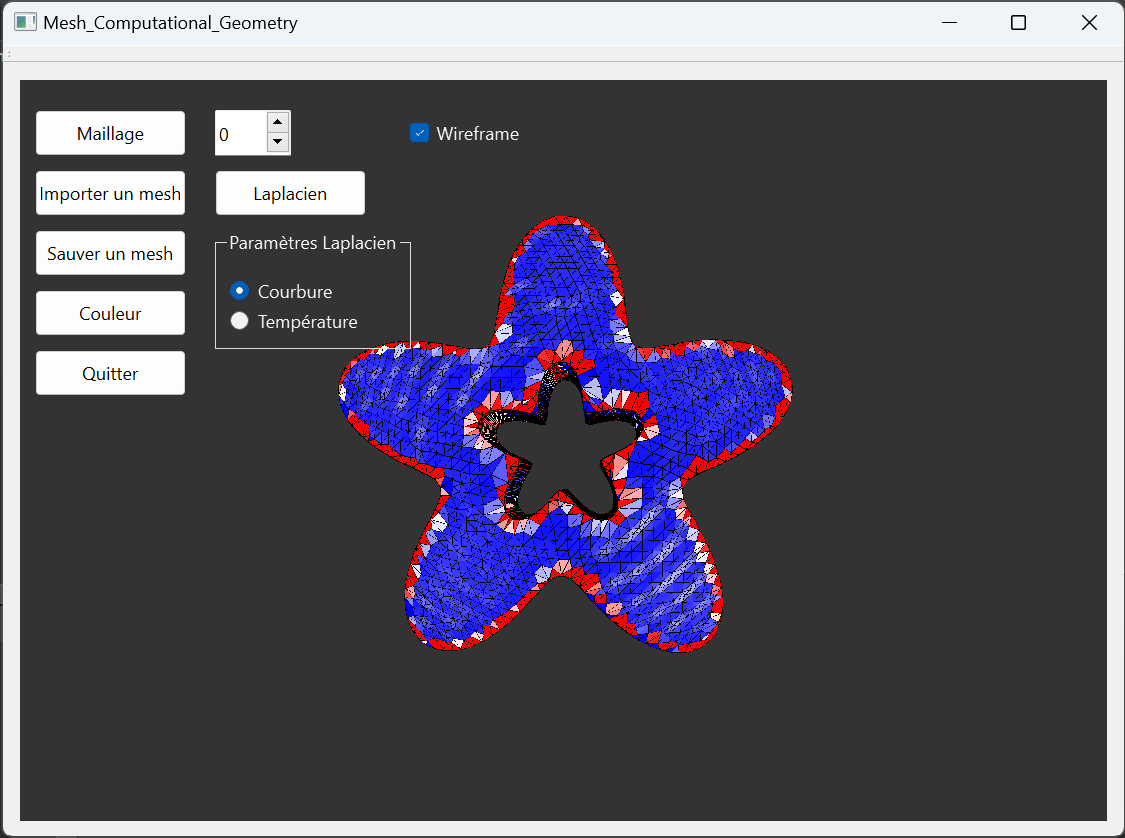 Mesh_Computational_Geometry
Maillage
0
Wireframe
Importer un mesh
Laplacien
Sauver un mesh
Paramètres Laplacien
Courbure
Température
Couleur
Quitter